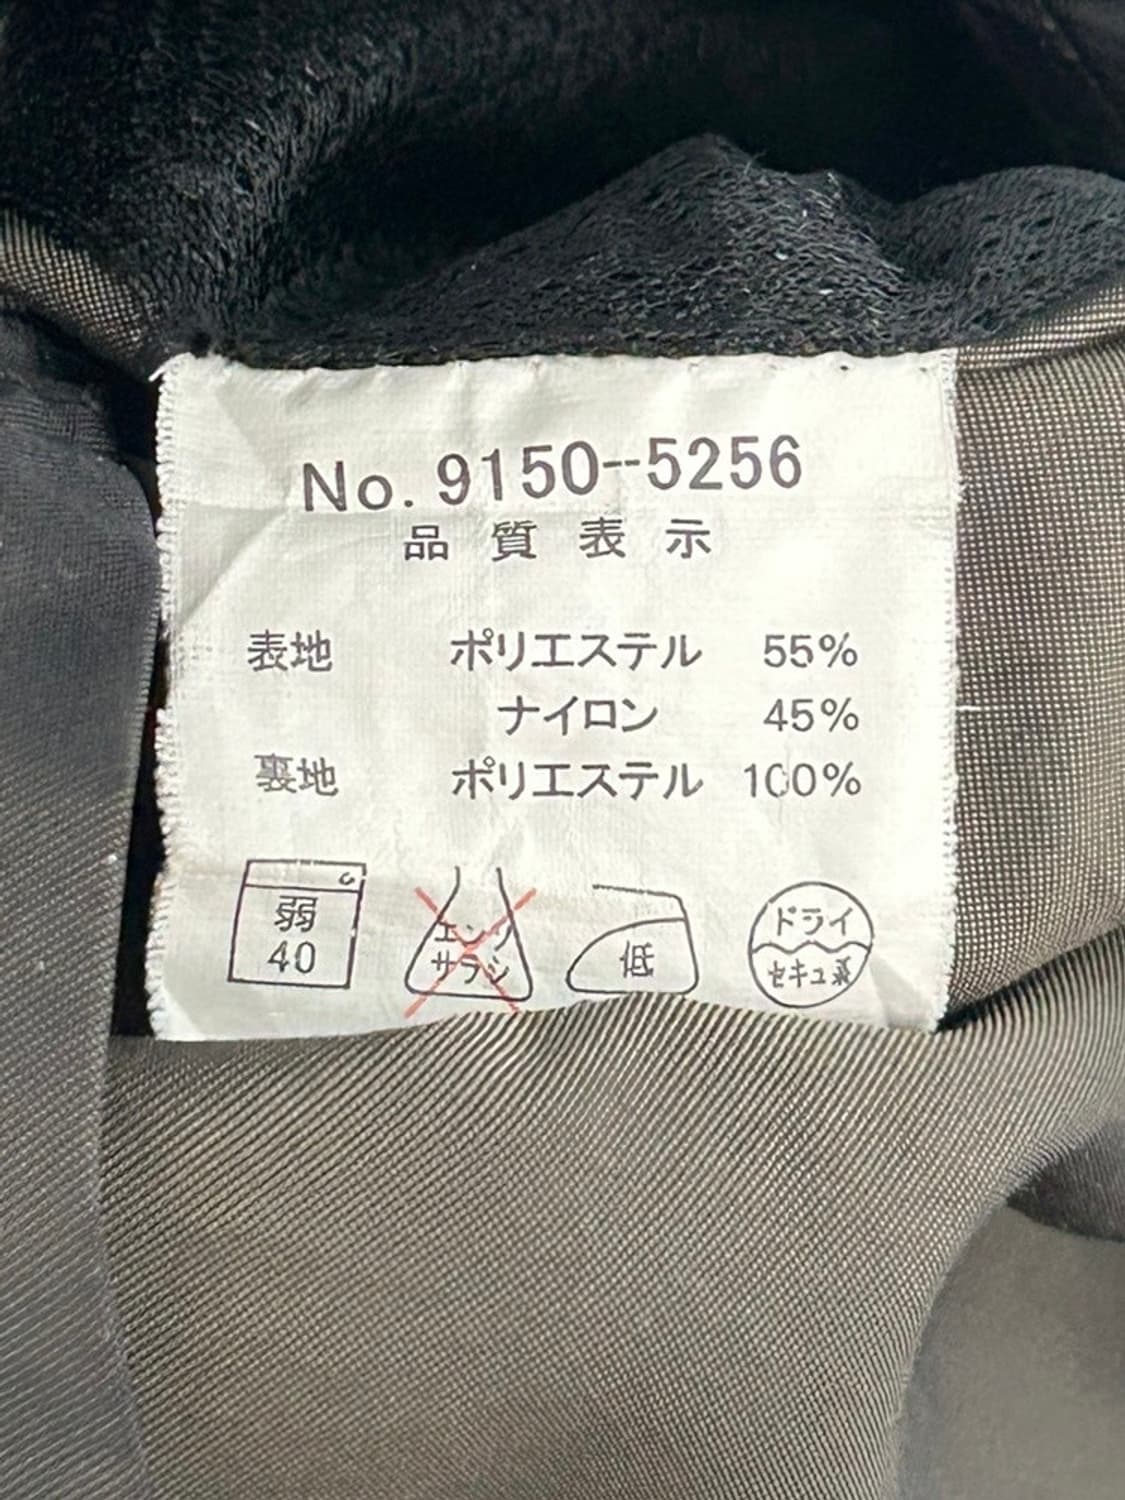 No. 9150--5256
品質表示
表地 ポリエステル 55%
ナイロン 45%
裏地 ポリエステル 100%
弱
40
エンソ
サラシ
低
ドライ
セキユ系